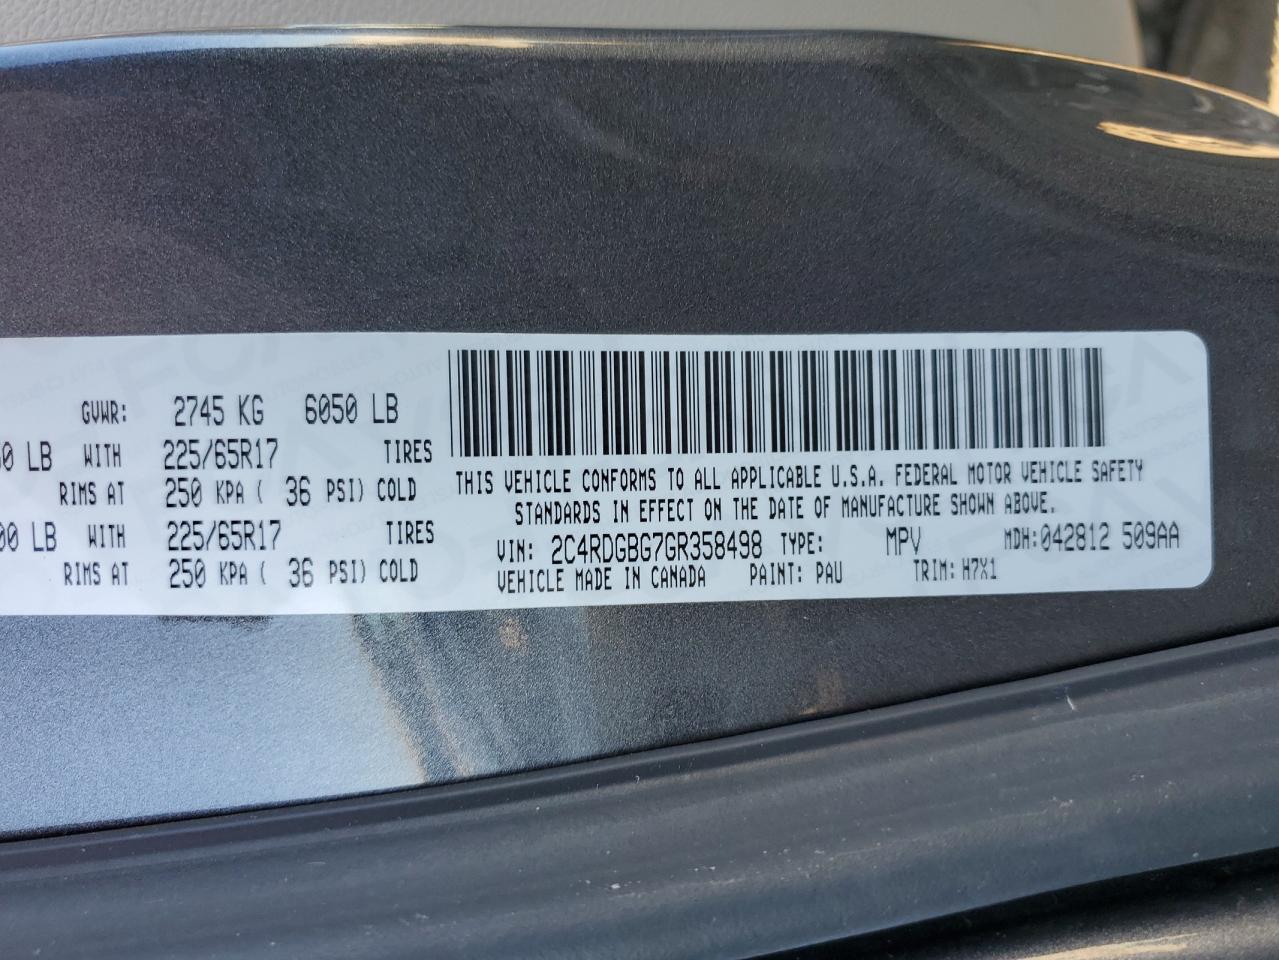 GVWR: 2745 KG 6050 LB
LB WITH 225/65R17 TIRES
RIMS AT 250 KPA ( 36 PSI) COLD
LB WITH 225/65R17 TIRES
RIMS AT 250 KPA ( 36 PSI) COLD
THIS VEHICLE CONFORMS TO ALL APPLICABLE U.S.A. FEDERAL MOTOR VEHICLE SAFETY
STANDARDS IN EFFECT ON THE DATE OF MANUFACTURE SHOWN ABOVE.
VIN: 2C4RDGBG7GR358498 TYPE: MPV MDH: 042812 509AA
VEHICLE MADE IN CANADA PAINT: PAU TRIM: H7X1